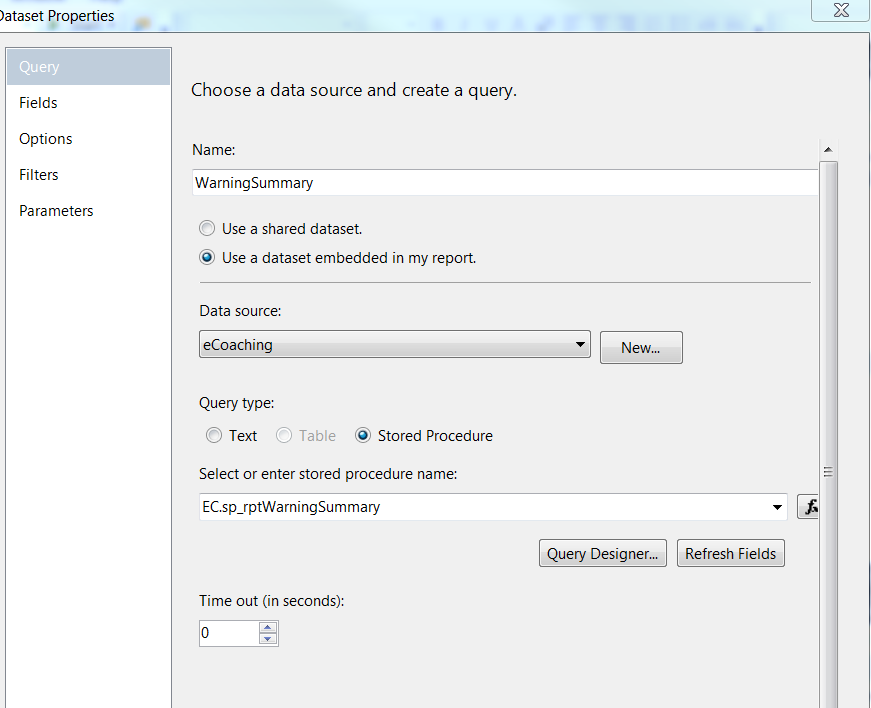 Dataset Properties
Query
Fields
Options
Filters
Parameters
Choose a data source and create a query.
Name:
WarningSummary
Use a shared dataset.
Use a dataset embedded in my report.
Data source:
eCoaching
New...
Query type:
Text Table Stored Procedure
Select or enter stored procedure name:
EC.sp_rptWarningSummary
fx
Query Designer... Refresh Fields
Time out (in seconds):
0